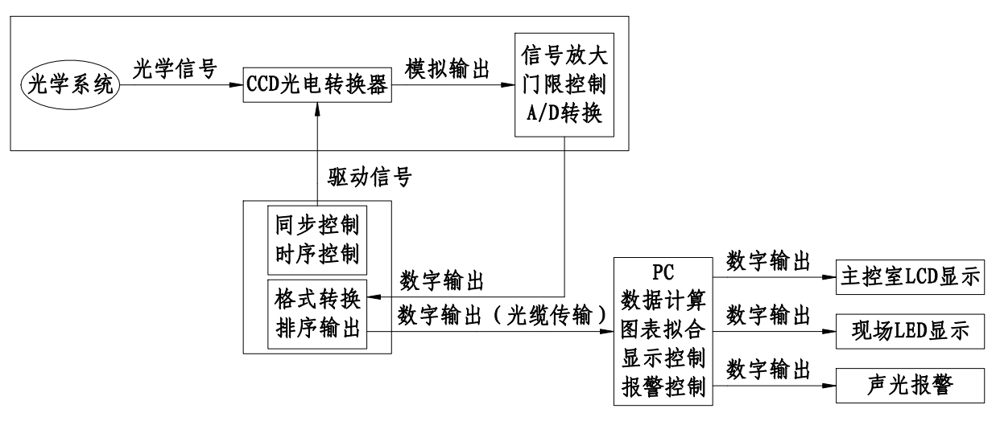 光学系统
光学信号
CCD光电转换器
模拟输出
信号放大
门限控制
A/D转换
驱动信号
同步控制
时序控制
格式转换
排序输出
数字输出
数字输出（光缆传输）
PC
数据计算
图表拟合
显示控制
报警控制
数字输出
主控室LCD显示
数字输出
现场LED显示
数字输出
声光报警